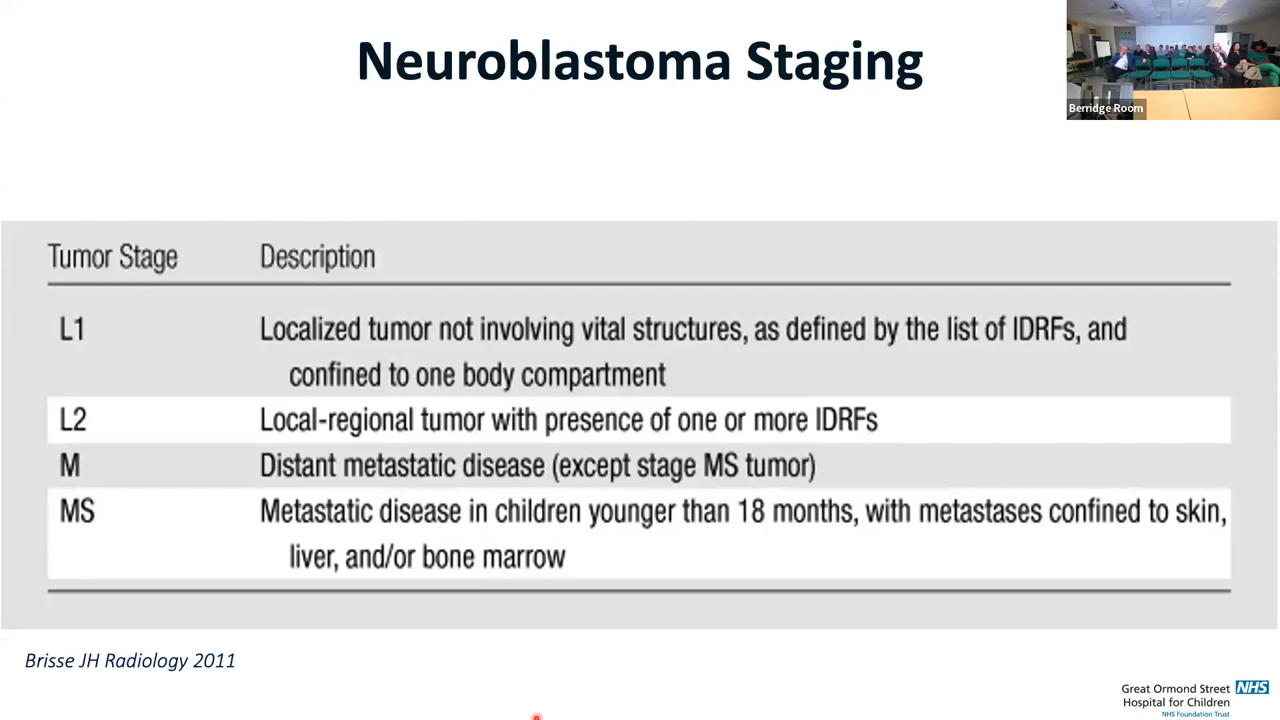 Neuroblastoma Staging
Berridge Room
Tumor Stage Description
L1 Localized tumor not involving vital structures, as defined by the list of IDRFs, and
confined to one body compartment
L2 Local-regional tumor with presence of one or more IDRFs
M Distant metastatic disease (except stage MS tumor)
MS Metastatic disease in children younger than 18 months, with metastases confined to skin,
liver, and/or bone marrow
Brisse JH Radiology 2011
Great Ormond Street NHS
Hospital for Children
NHS Foundation Trust